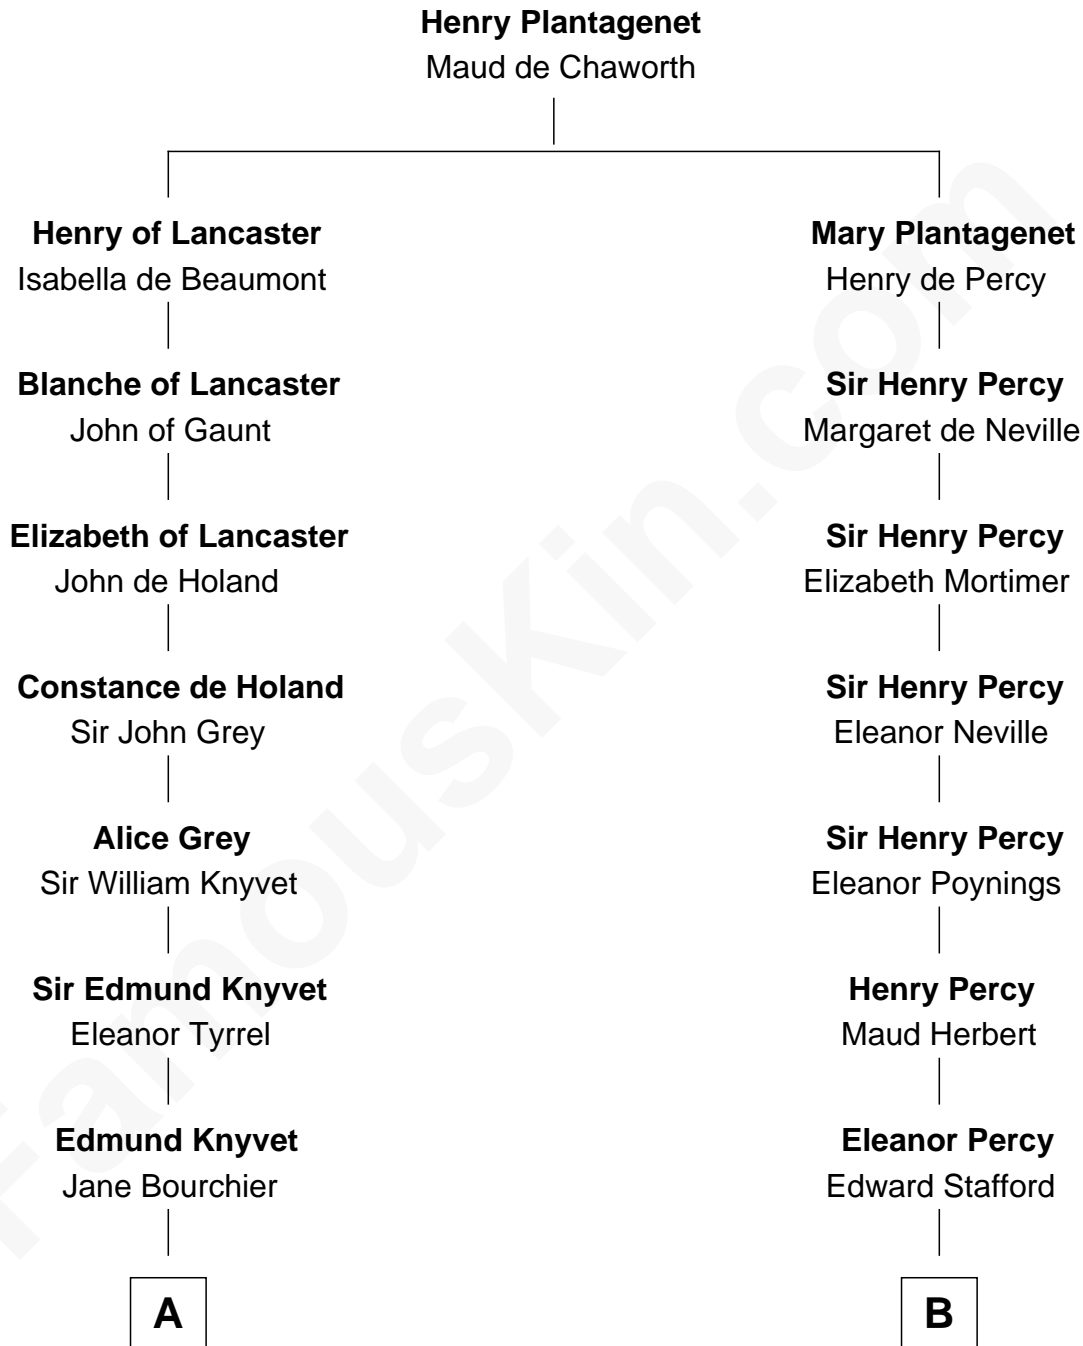 Henry Plantagenet
Maud de Chaworth
Henry of Lancaster
Isabella de Beaumont
Mary Plantagenet
Henry de Percy
Blanche of Lancaster
John of Gaunt
Sir Henry Percy
Margaret de Neville
Elizabeth of Lancaster
John de Holand
Sir Henry Percy
Elizabeth Mortimer
Constance de Holand
Sir John Grey
Sir Henry Percy
Eleanor Neville
Alice Grey
Sir William Knyvet
Sir Henry Percy
Eleanor Poynings
Sir Edmund Knyvet
Eleanor Tyrrel
Henry Percy
Maud Herbert
Edmund Knyvet
Jane Bourchier
Eleanor Percy
Edward Stafford
A
B
FamousKin.com